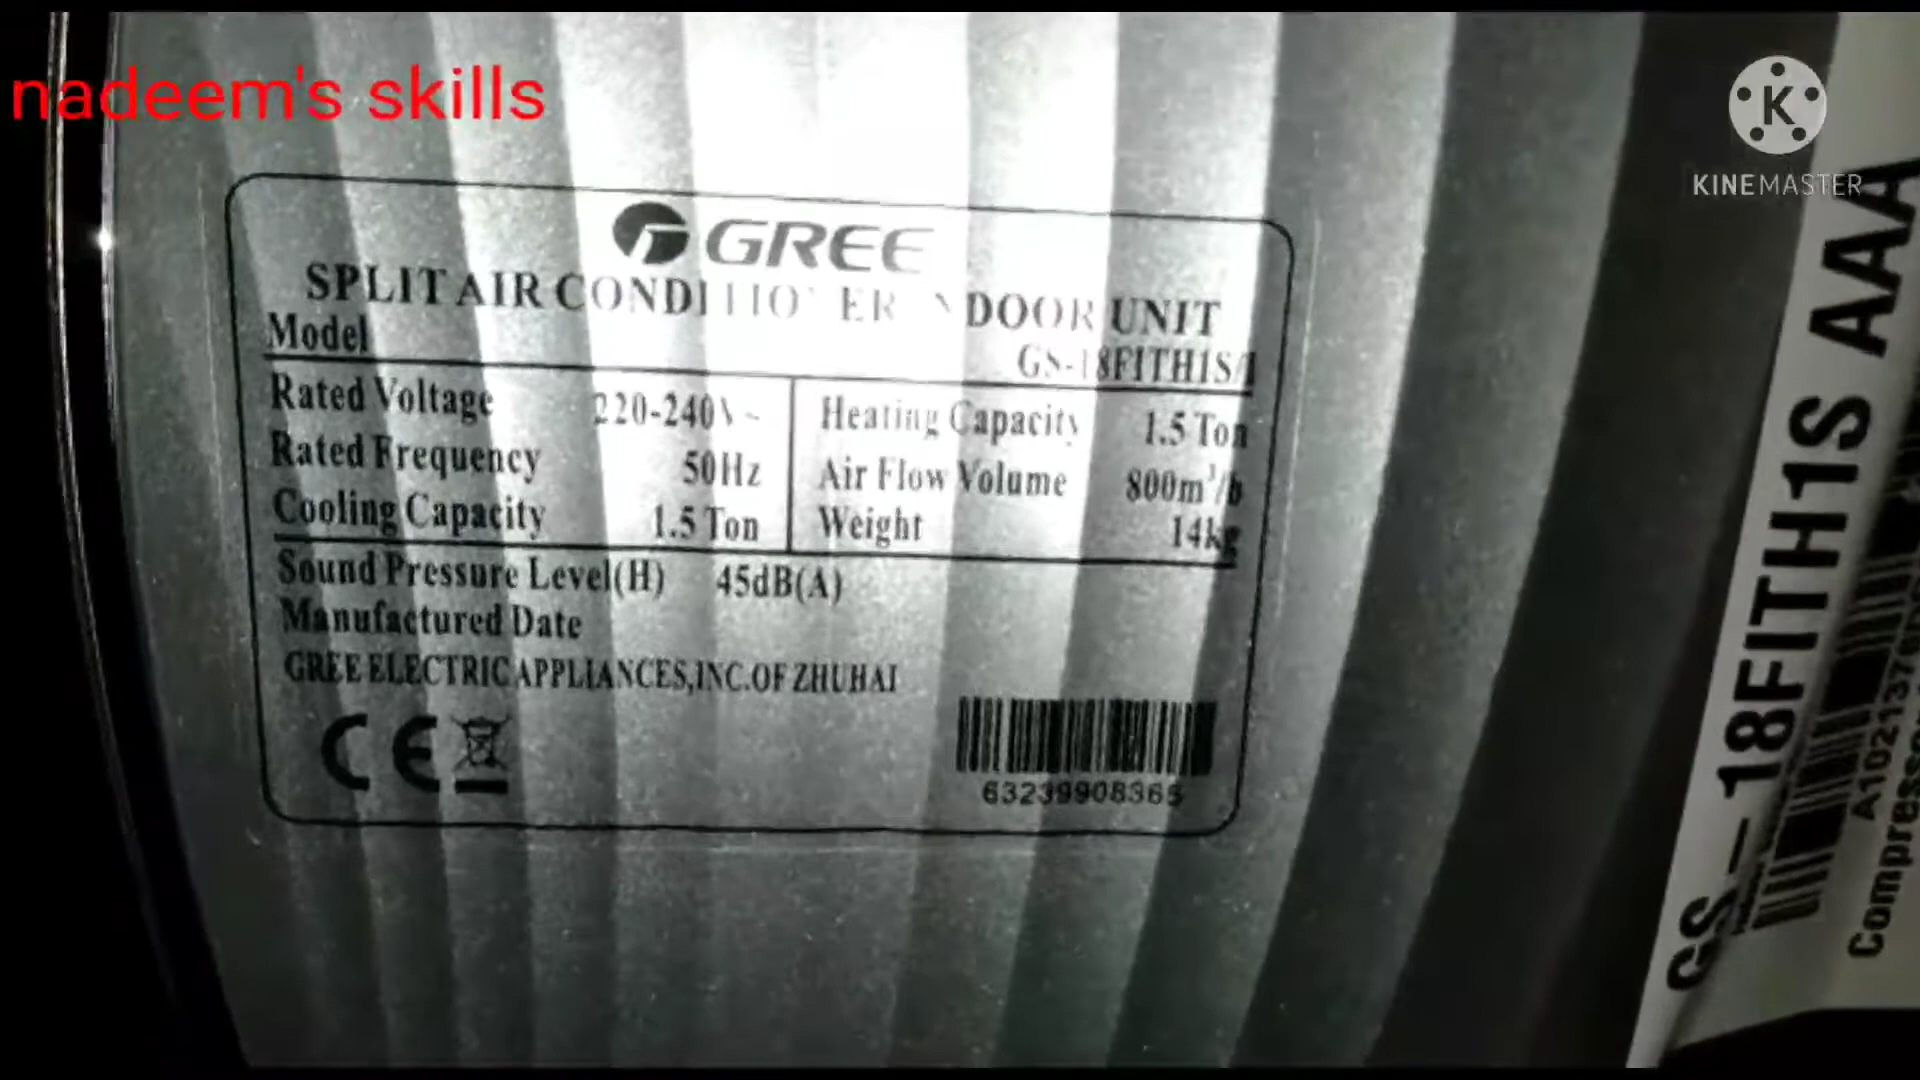 nadeem's skills
KINEMASTER
GREE
SPLIT AIR CONDITIONER INDOOR UNIT
Model GS-18FITH1S/I
Rated Voltage 220-240V~ Heating Capacity 1.5 Ton
Rated Frequency 50Hz Air Flow Volume 800m³/h
Cooling Capacity 1.5 Ton Weight 14kg
Sound Pressure Level(H) 45dB(A)
Manufactured Date
GREE ELECTRIC APPLIANCES,INC.OF ZHUHAI
CE
63239908365
GS-18FITH1S AAA